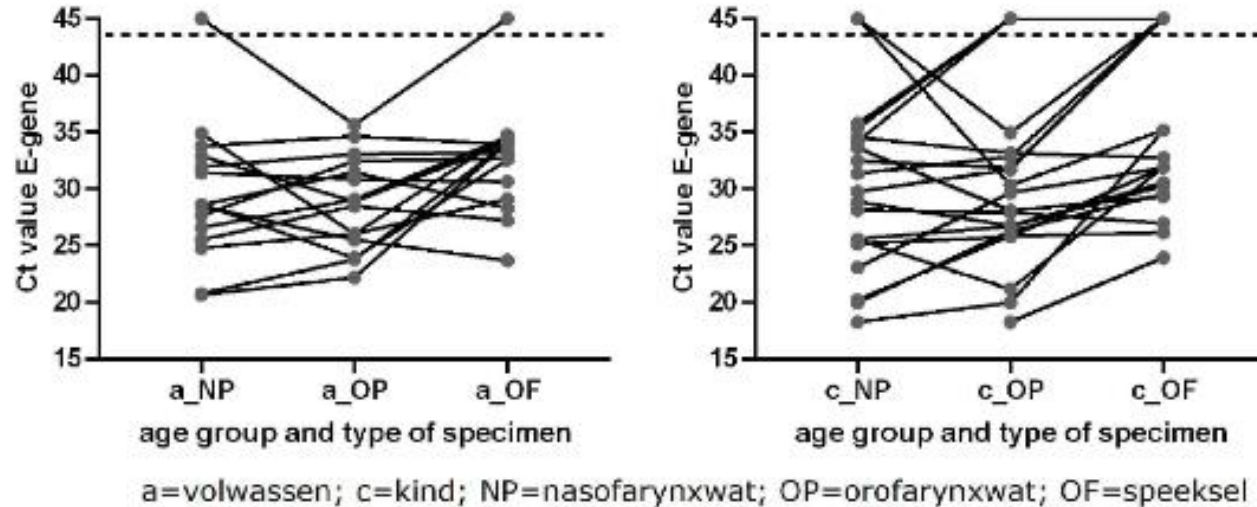 45
40
35
30
25
20
15
Ct value E-gene
a_NP a_OP a_OF
age group and type of specimen
45
40
35
30
25
20
15
Ct value E-gene
c_NP c_OP c_OF
age group and type of specimen
a=volwassen; c=kind; NP=nasofarynxwat; OP=orofarynxwat; OF=speeksel